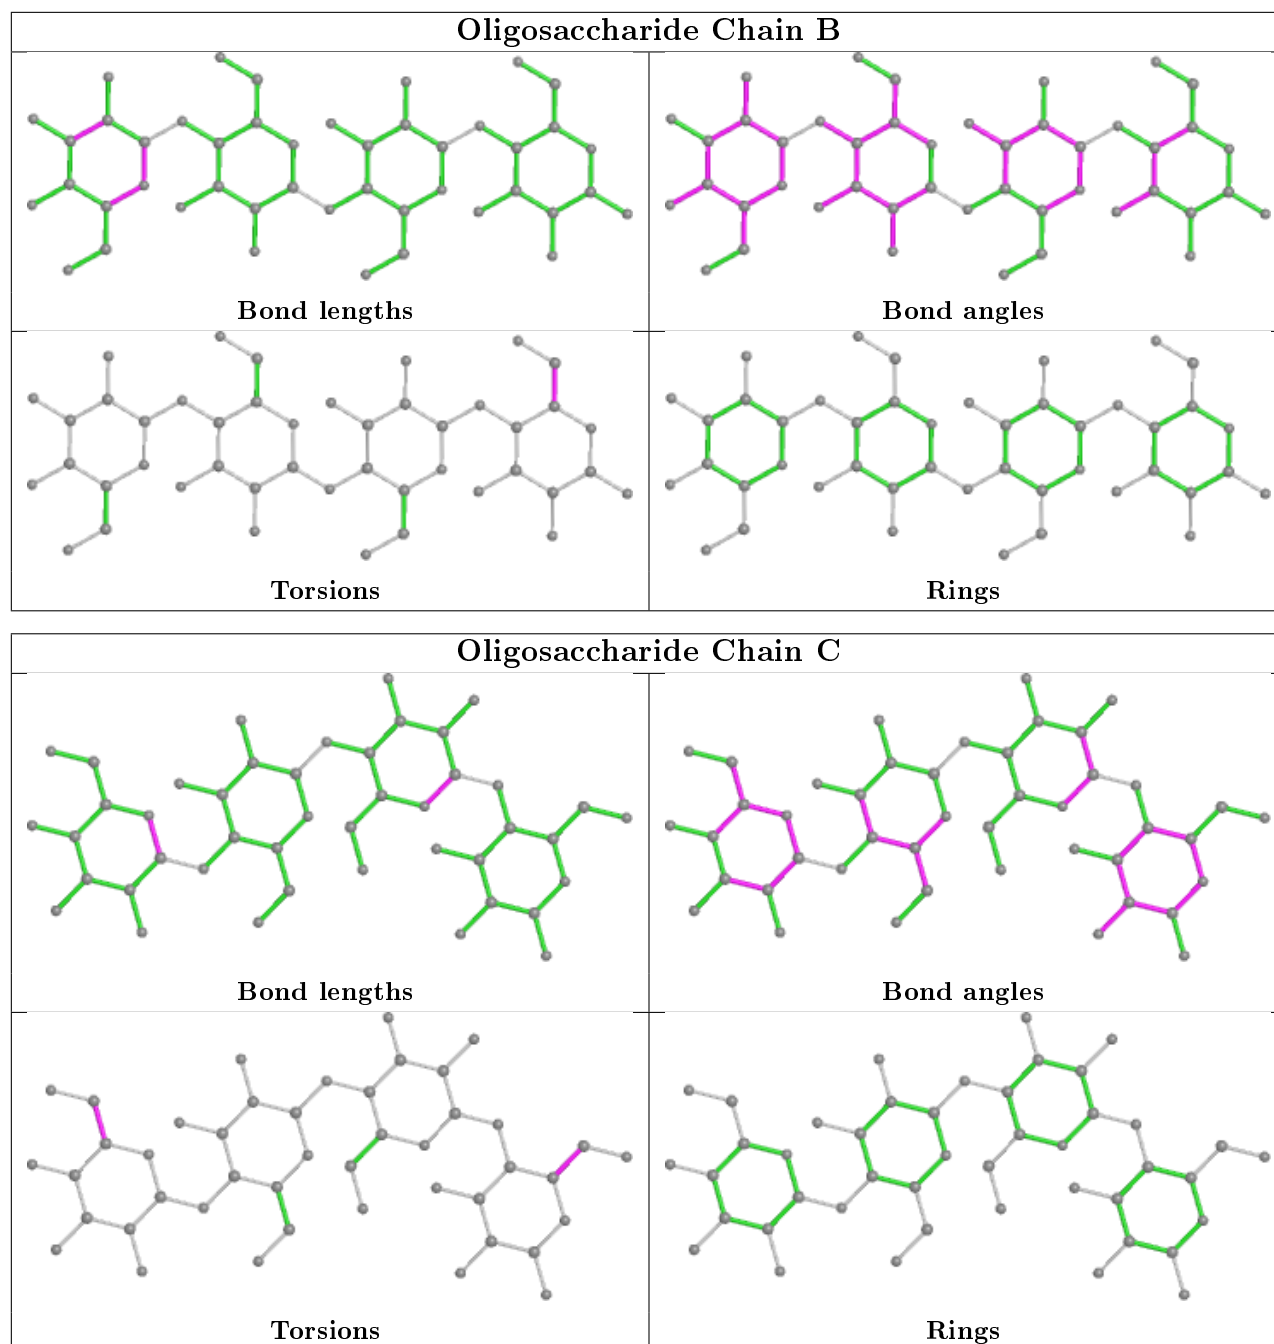 Oligosaccharide Chain B
Bond lengths
Bond angles
Torsions
Rings
Oligosaccharide Chain C
Bond lengths
Bond angles
Torsions
Rings